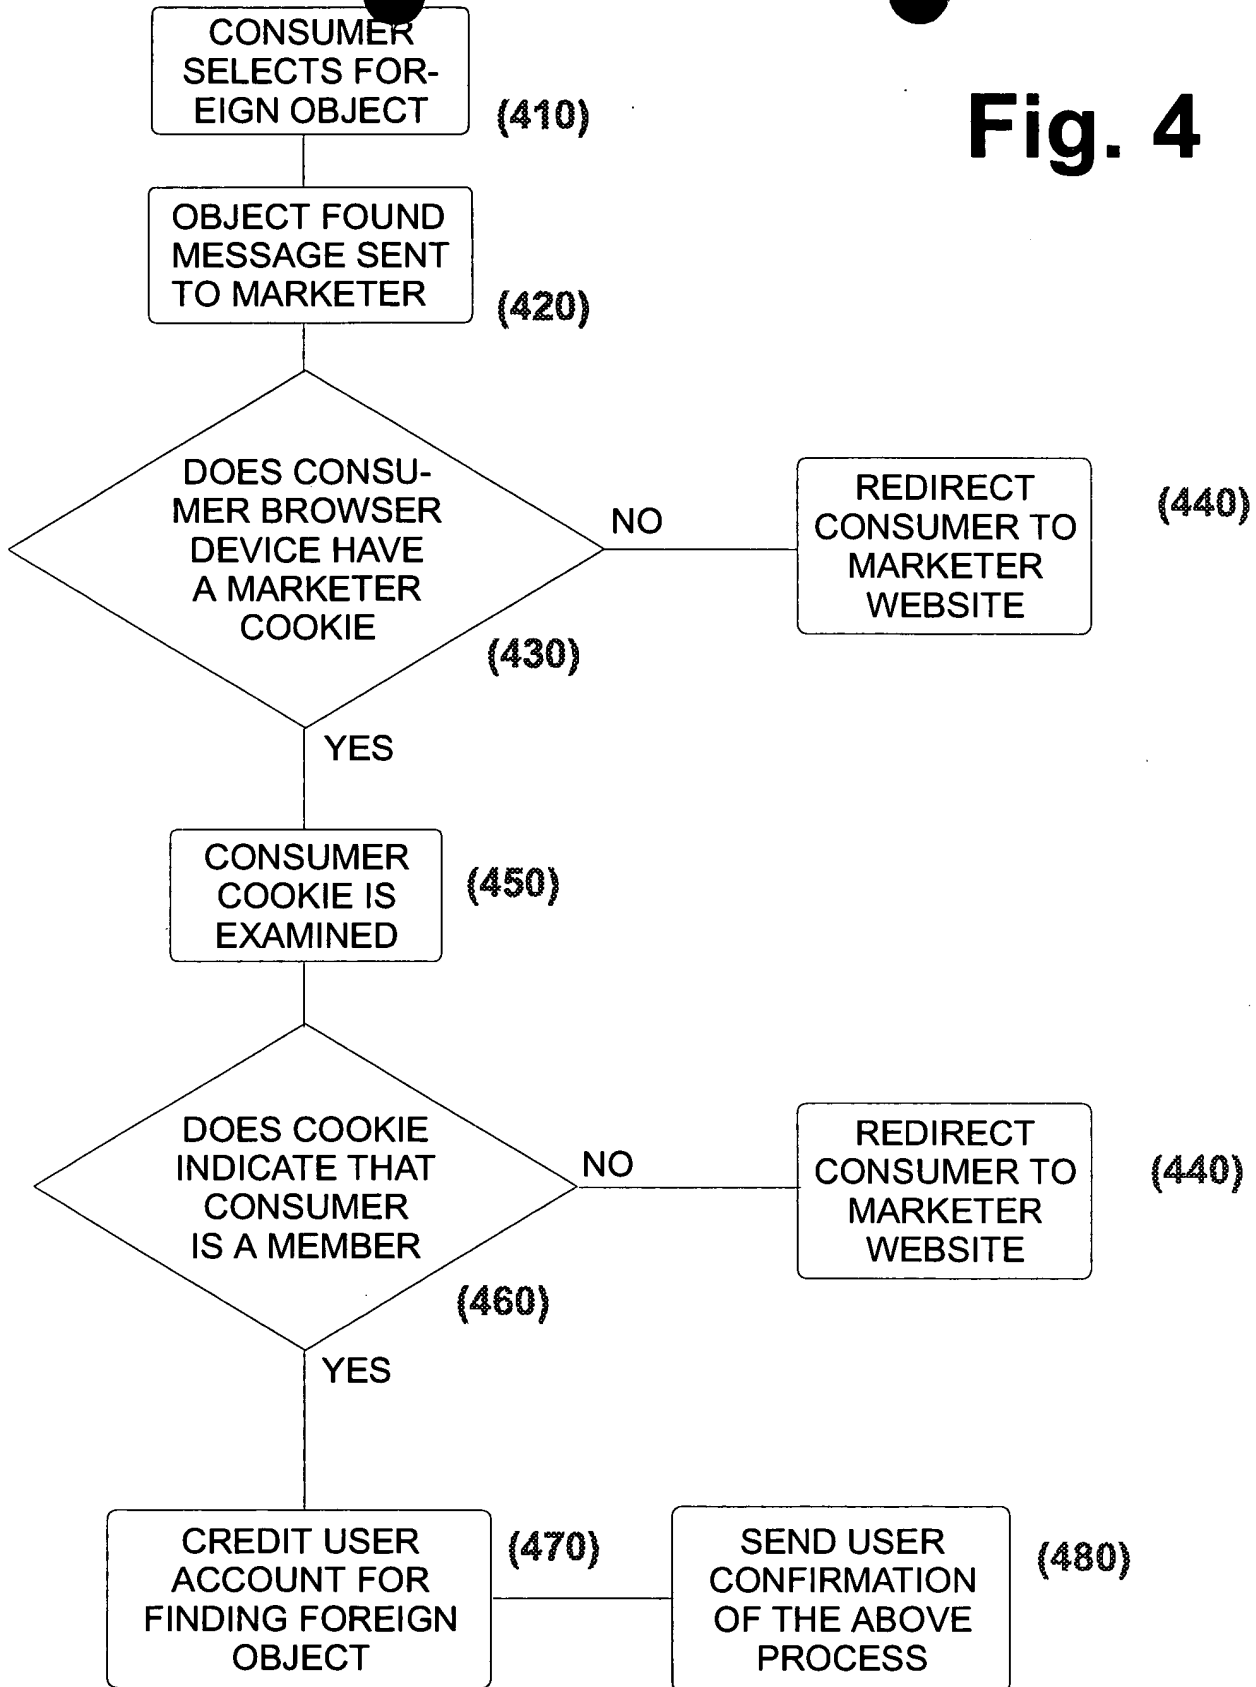 CONSUMER
SELECTS FOR-
EIGN OBJECT
(410)
Fig. 4
OBJECT FOUND
MESSAGE SENT
TO MARKETER
(420)
DOES CONSU-
MER BROWSER
DEVICE HAVE
A MARKETER
COOKIE
(430)
NO
REDIRECT
CONSUMER TO
MARKETER
WEBSITE
(440)
YES
CONSUMER
COOKIE IS
EXAMINED
(450)
DOES COOKIE
INDICATE THAT
CONSUMER
IS A MEMBER
(460)
NO
REDIRECT
CONSUMER TO
MARKETER
WEBSITE
(440)
YES
CREDIT USER
ACCOUNT FOR
FINDING FOREIGN
OBJECT
(470)
SEND USER
CONFIRMATION
OF THE ABOVE
PROCESS
(480)